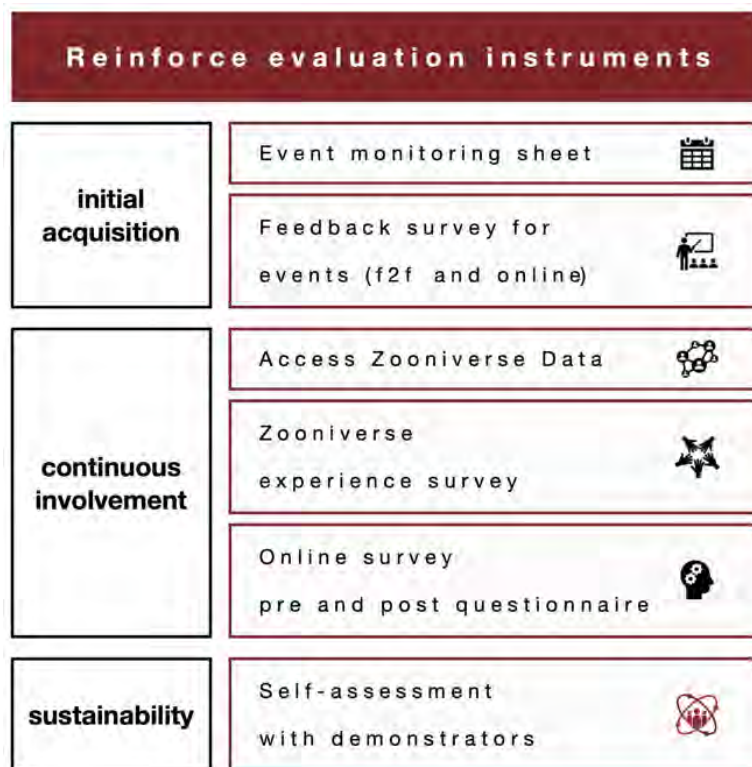 Reinforce evaluation instruments
initial
acquisition
Event monitoring sheet
Feedback survey for
events (f2f and online)
continuous
involvement
Access Zooniverse Data
Zooniverse
experience survey
Online survey
pre and post questionnaire
sustainability
Self-assessment
with demonstrators